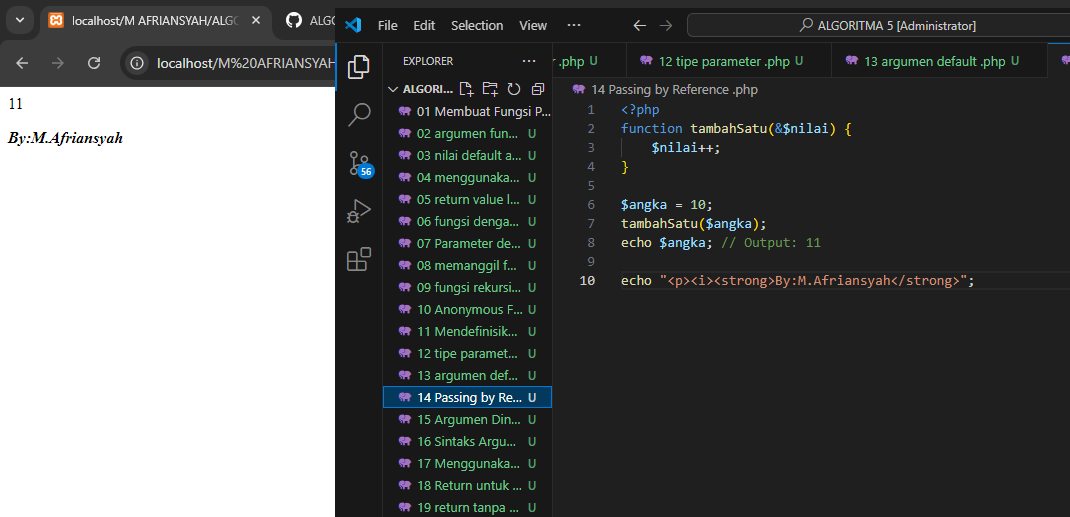 localhost/M AFRIANSYAH/ALGO
ALGO
localhost/M%20AFRIANSYAH
11
By:M.Afriansyah
File Edit Selection View ···
ALGORITMA 5 [Administrator]
EXPLORER ···
ALGORI...
01 Membuat Fungsi P...
02 argumen fun... U
03 nilai default a... U
04 menggunaka... U
05 return value l... U
06 fungsi denga... U
07 Parameter de... U
08 memanggil f... U
09 fungsi rekursi... U
10 Anonymous F... U
11 Mendefinisik... U
12 tipe paramet... U
13 argumen def... U
14 Passing by Re... U
15 Argumen Din... U
16 Sintaks Argu... U
17 Menggunaka... U
18 Return untuk ... U
19 return tanpa ... U
56
.php U
12 tipe parameter .php U
13 argumen default .php U
14 Passing by Reference .php
1 <?php
2 function tambahSatu(&$nilai) {
3 $nilai++;
4 }
5
6 $angka = 10;
7 tambahSatu($angka);
8 echo $angka; // Output: 11
9
10 echo "<p><i><strong>By:M.Afriansyah</strong>";